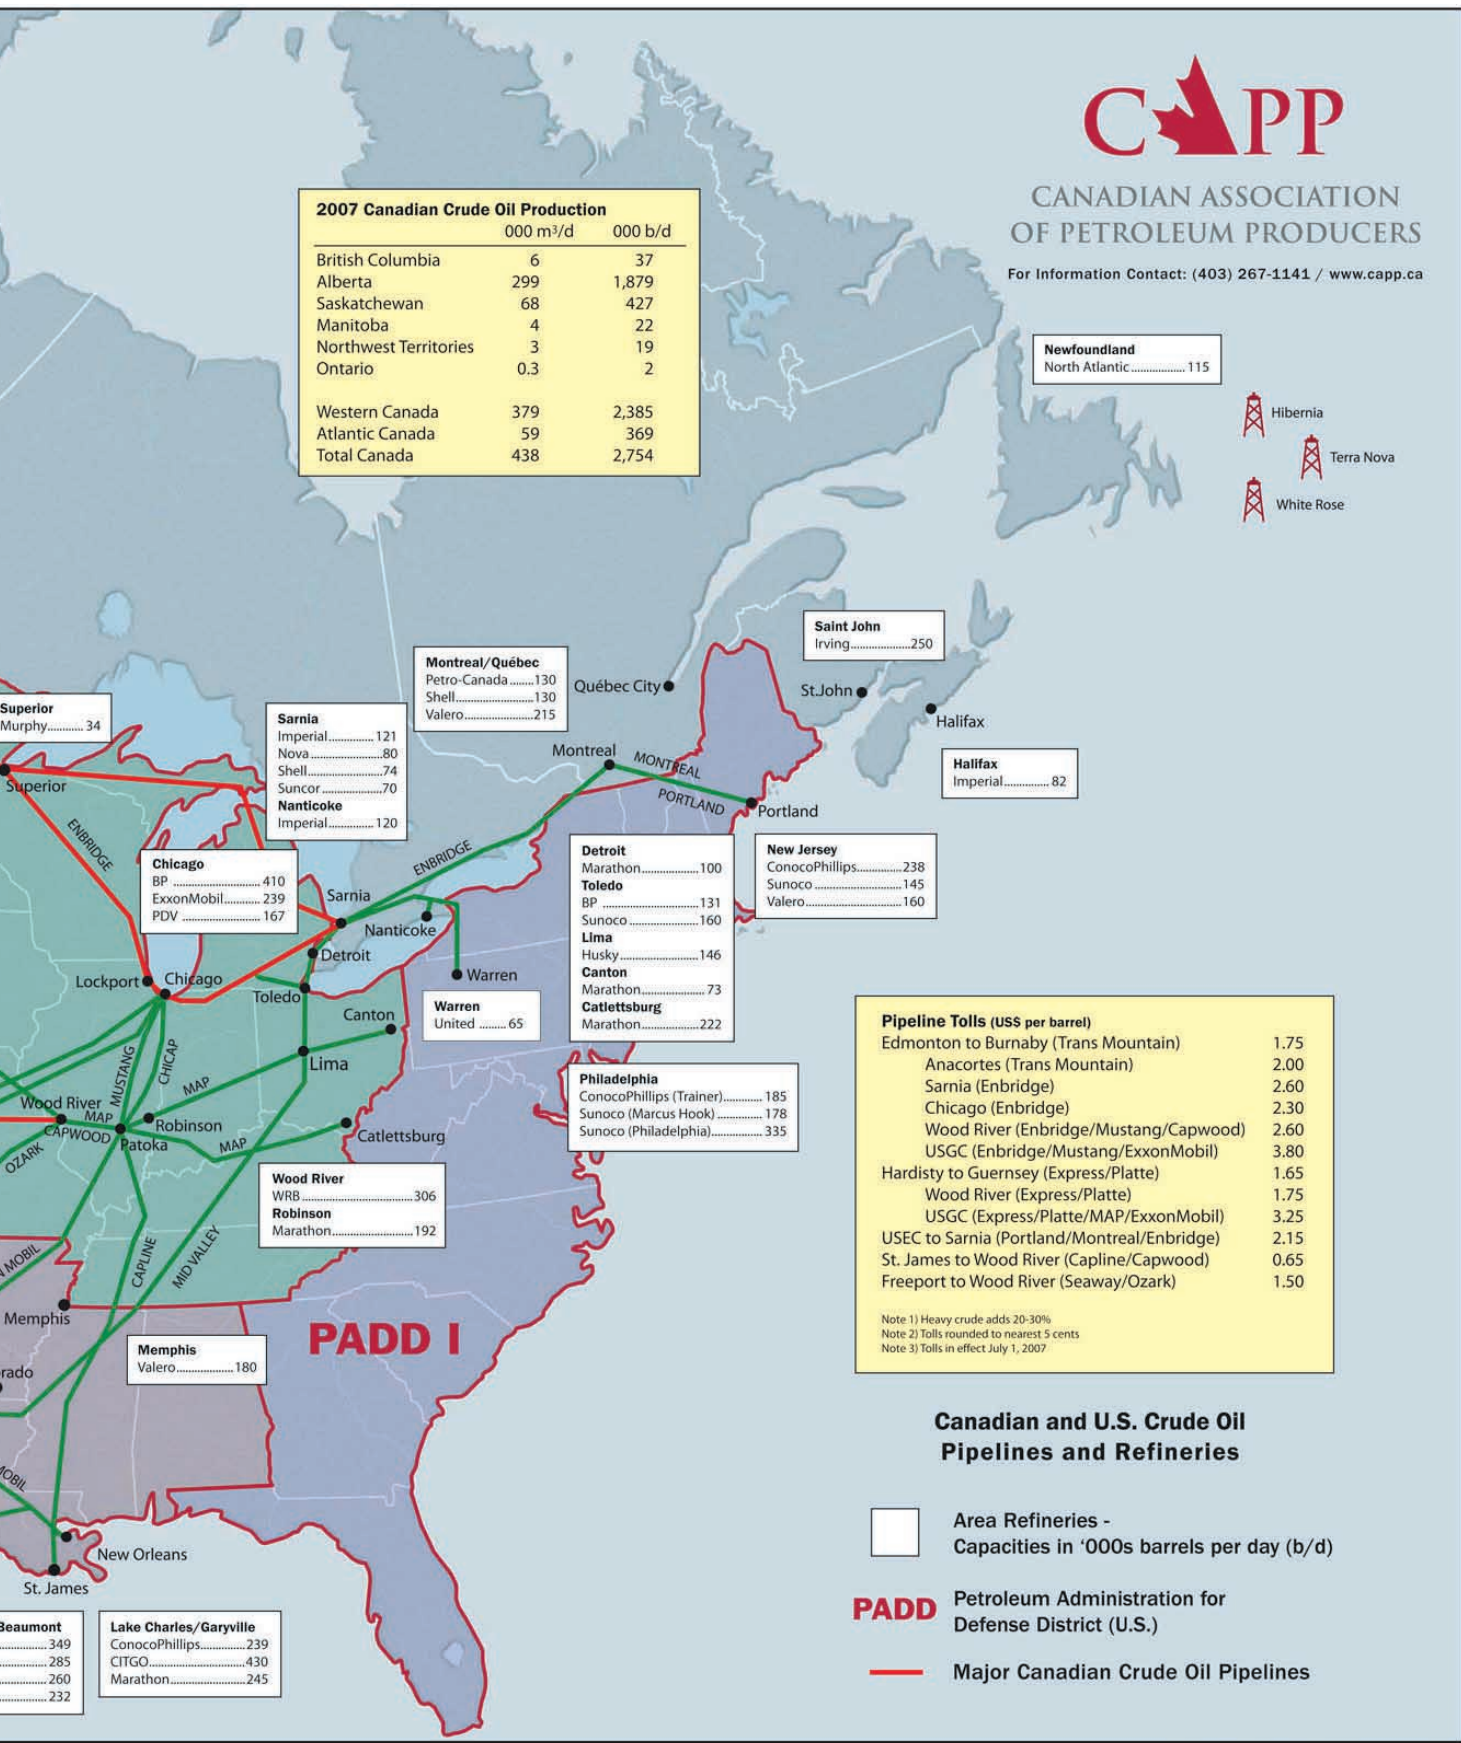 CAPP
CANADIAN ASSOCIATION
OF PETROLEUM PRODUCERS
For Information Contact: (403) 267-1141 / www.capp.ca
2007 Canadian Crude Oil Production
000 m³/d 000 b/d
British Columbia 6 37
Alberta 299 1,879
Saskatchewan 68 427
Manitoba 4 22
Northwest Territories 3 19
Ontario 0.3 2
Western Canada 379 2,385
Atlantic Canada 59 369
Total Canada 438 2,754
Newfoundland
North Atlantic.................. 115
Hibernia
Terra Nova
White Rose
Saint John
Irving....................250
Montreal/Québec
Petro-Canada .......130
Shell.........................130
Valero......................215
Québec City
St.John
Halifax
Halifax
Imperial............... 82
Superior
Murphy........... 34
Superior
Sarnia
Imperial............... 121
Nova ........................80
Shell.........................74
Suncor ....................70
Nanticoke
Imperial............... 120
Montreal
MONTREAL
PORTLAND
Portland
ENBRIDGE
ENBRIDGE
Chicago
BP ............................ 410
ExxonMobil............ 239
PDV .......................... 167
Sarnia
Nanticoke
Detroit
Detroit
Marathon...................100
Toledo
BP ................................131
Sunoco .......................160
Lima
Husky..........................146
Canton
Marathon..................... 73
Catlettsburg
Marathon...................222
New Jersey
ConocoPhillips..............238
Sunoco ............................145
Valero...............................160
Lockport
Chicago
Toledo
Warren
Warren
United ......... 65
Canton
Lima
MUSTANG
CHICAP
MAP
Wood River
MAP
CAPWOOD
Robinson
Patoka
OZARK
MAP
Catlettsburg
Philadelphia
ConocoPhillips (Trainer)............ 185
Sunoco (Marcus Hook) .............. 178
Sunoco (Philadelphia)................ 335
Wood River
WRB ....................................306
Robinson
Marathon...........................192
CAPLINE
MID VALLEY
MOBIL
Memphis
Memphis
Valero................... 180
rado
PADD I
MOBIL
New Orleans
St. James
Beaumont
349
285
260
232
Lake Charles/Garyville
ConocoPhillips..............239
CITGO...............................430
Marathon........................245
Pipeline Tolls (US$ per barrel)
Edmonton to Burnaby (Trans Mountain) 1.75
Anacortes (Trans Mountain) 2.00
Sarnia (Enbridge) 2.60
Chicago (Enbridge) 2.30
Wood River (Enbridge/Mustang/Capwood) 2.60
USGC (Enbridge/Mustang/ExxonMobil) 3.80
Hardisty to Guernsey (Express/Platte) 1.65
Wood River (Express/Platte) 1.75
USGC (Express/Platte/MAP/ExxonMobil) 3.25
USEC to Sarnia (Portland/Montreal/Enbridge) 2.15
St. James to Wood River (Capline/Capwood) 0.65
Freeport to Wood River (Seaway/Ozark) 1.50
Note 1) Heavy crude adds 20-30%
Note 2) Tolls rounded to nearest 5 cents
Note 3) Tolls in effect July 1, 2007
Canadian and U.S. Crude Oil
Pipelines and Refineries
Area Refineries -
Capacities in ‘000s barrels per day (b/d)
PADD Petroleum Administration for
Defense District (U.S.)
Major Canadian Crude Oil Pipelines